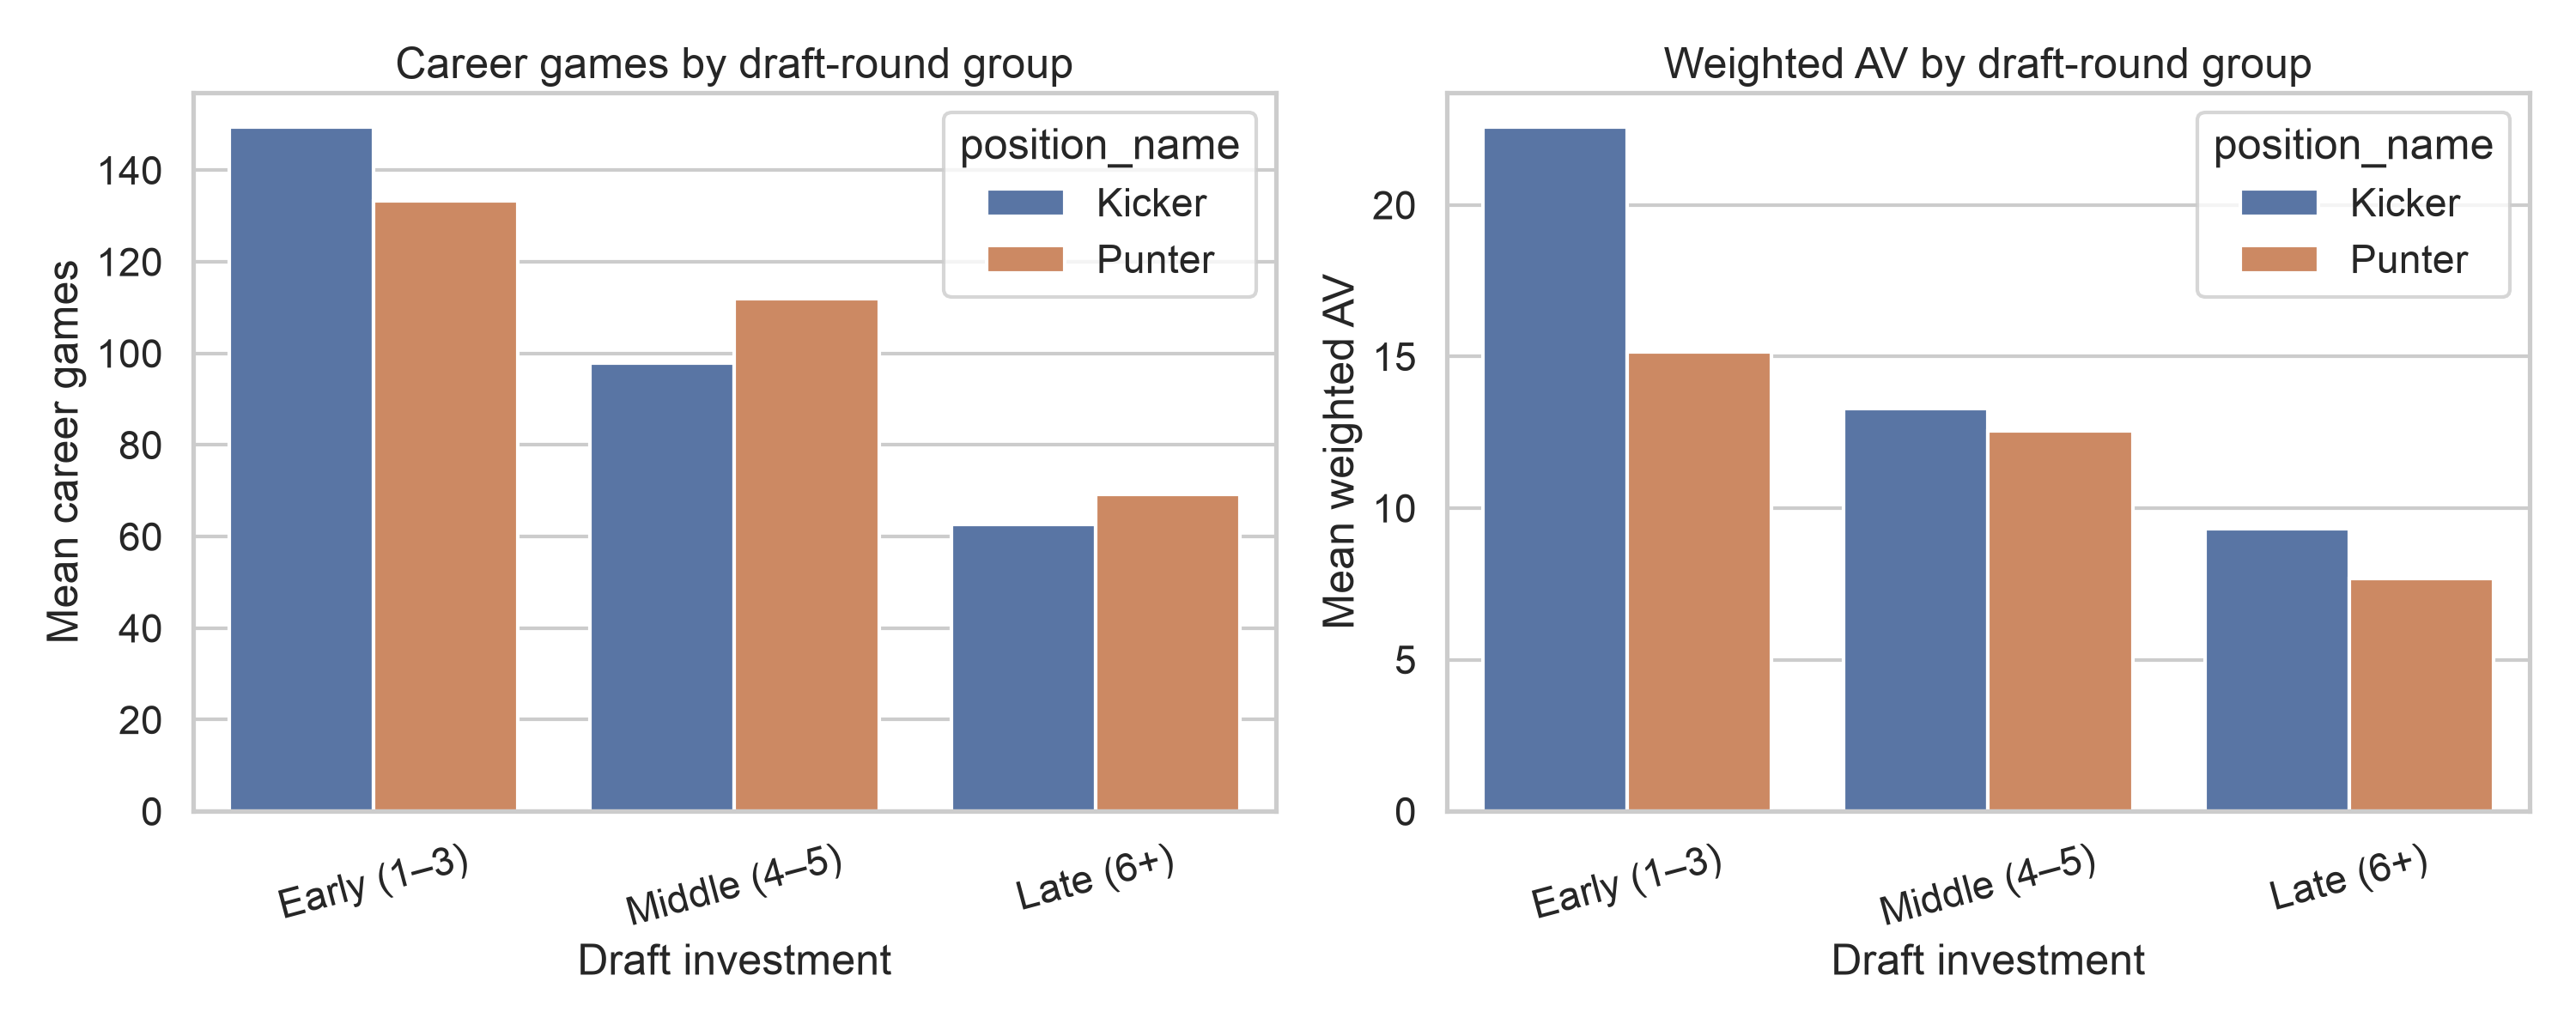 Career games by draft-round group
Mean career games
140
120
100
80
60
40
20
0
position_name
Kicker
Punter
Early (1–3)
Middle (4–5)
Late (6+)
Draft investment
Weighted AV by draft-round group
Mean weighted AV
20
15
10
5
0
position_name
Kicker
Punter
Early (1–3)
Middle (4–5)
Late (6+)
Draft investment